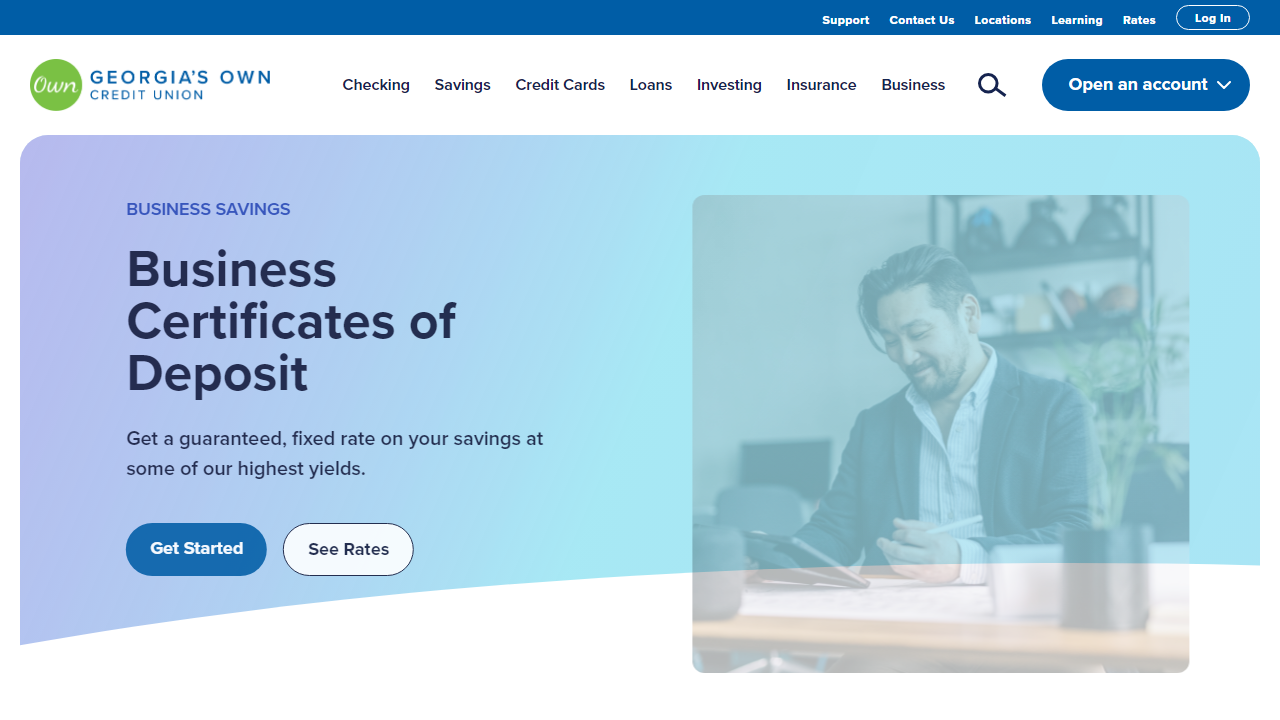 Support Contact Us Locations Learning Rates Log In
Own GEORGIA'S OWN
CREDIT UNION
Checking Savings Credit Cards Loans Investing Insurance Business Open an account
BUSINESS SAVINGS
Business
Certificates of
Deposit
Get a guaranteed, fixed rate on your savings at
some of our highest yields.
Get Started See Rates